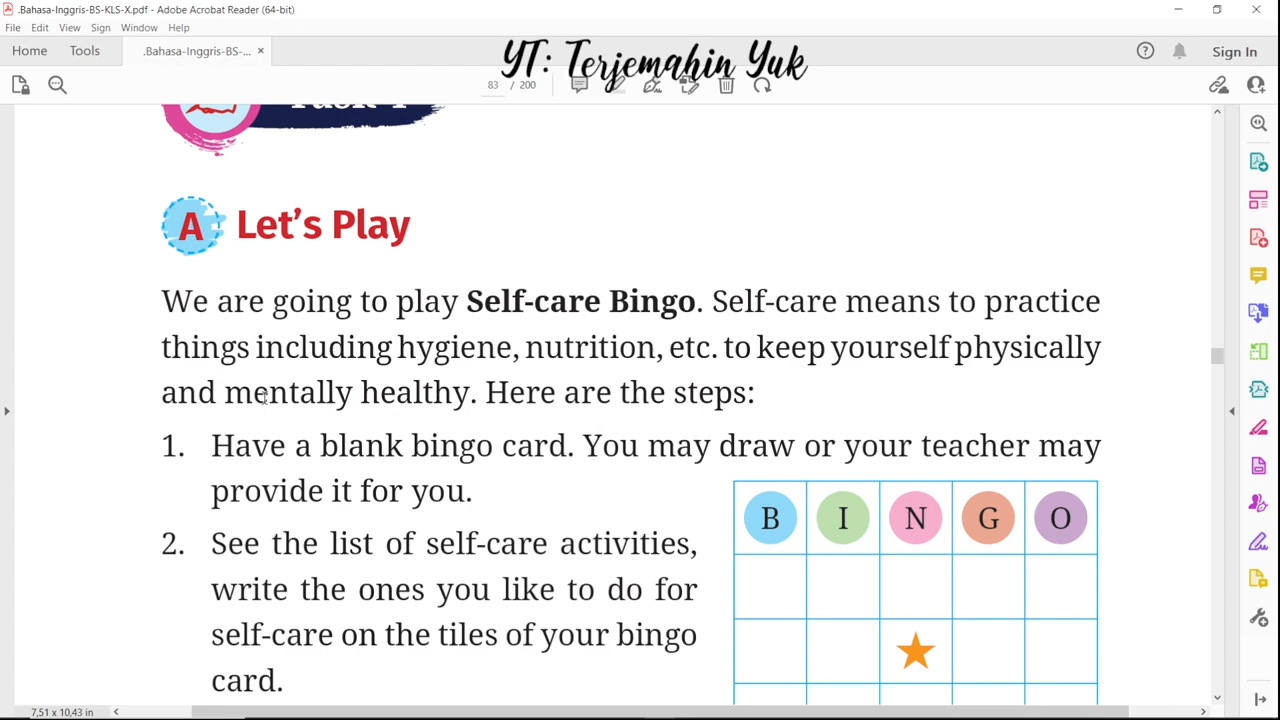 .Bahasa-Inggris-BS-KLS-X.pdf - Adobe Acrobat Reader (64-bit)
File Edit View Sign Window Help
Home Tools .Bahasa-Inggris-BS-... × Sign In
YT: Terjemahin Yuk
83 / 200
Task 1
A Let's Play
We are going to play Self-care Bingo. Self-care means to practice
things including hygiene, nutrition, etc. to keep yourself physically
and mentally healthy. Here are the steps:
1. Have a blank bingo card. You may draw or your teacher may
provide it for you.
2. See the list of self-care activities,
write the ones you like to do for
self-care on the tiles of your bingo
card.
B I N G O
7,51 x 10,43 in